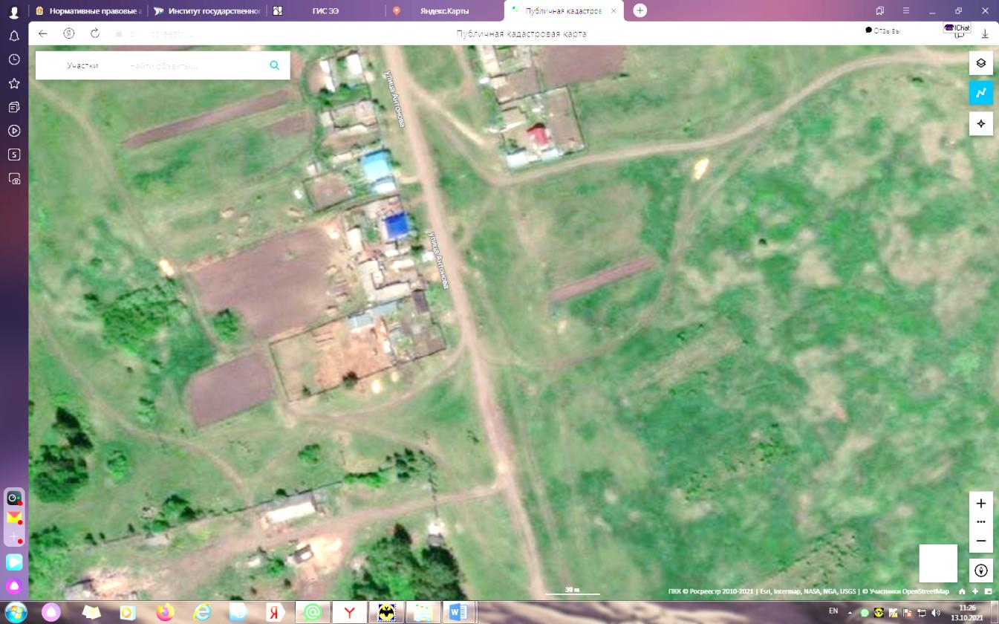 Нормативные правовые а
Институт государственног
ГИС ЭЭ
Яндекс.Карты
Публичная кадастров
Публичная кадастровая карта
Отзывы
IChat
Участки
Найти объекты...
улица Антонова
улица Антонова
30 м
ПКК © Росреестр 2010-2021 | Esri, Intermap, NASA, NGA, USGS | © Участники OpenStreetMap
EN
11:26
13.10.2021